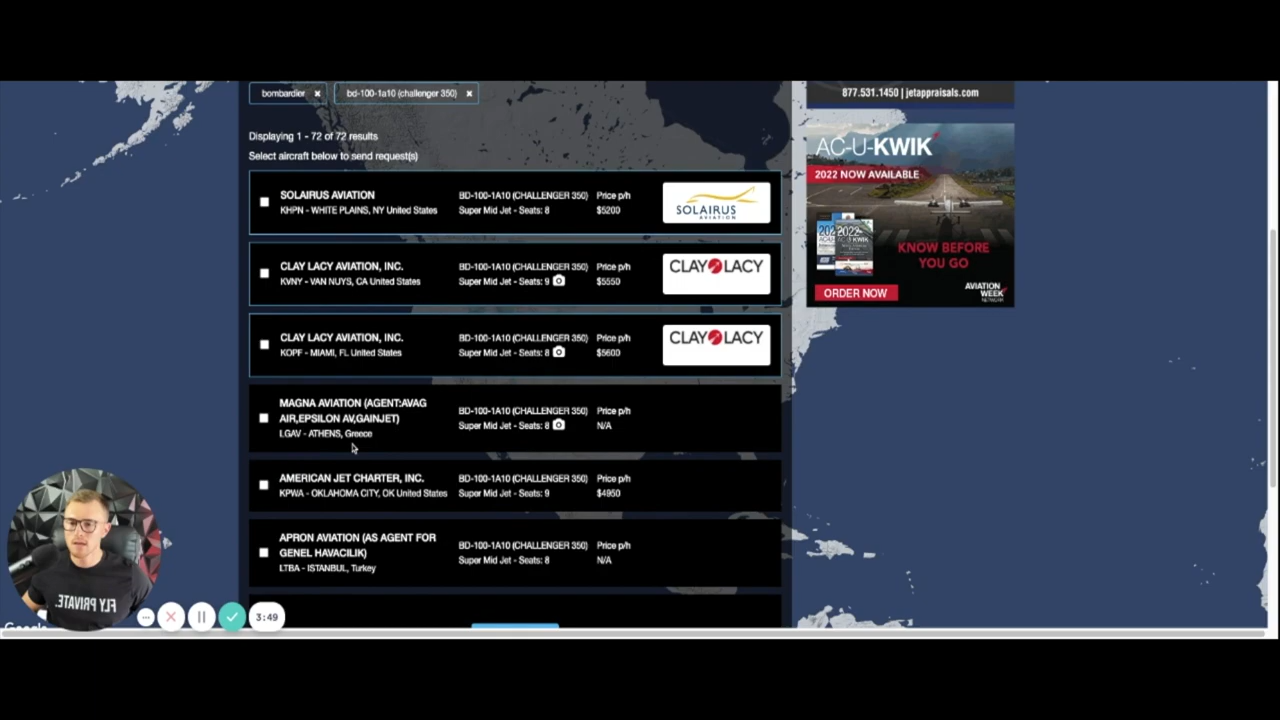 bombardier ×
bd-100-1a10 (challenger 350) ×
Displaying 1 - 72 of 72 results
Select aircraft below to send request(s)
SOLAIRUS AVIATION
KHPN - WHITE PLAINS, NY United States
BD-100-1A10 (CHALLENGER 350)
Super Mid Jet - Seats: 8
Price p/h
$5200
SOLAIRUS
AVIATION
CLAY LACY AVIATION, INC.
KVNY - VAN NUYS, CA United States
BD-100-1A10 (CHALLENGER 350)
Super Mid Jet - Seats: 9
Price p/h
$5550
CLAY LACY
CLAY LACY AVIATION, INC.
KOPF - MIAMI, FL United States
BD-100-1A10 (CHALLENGER 350)
Super Mid Jet - Seats: 8
Price p/h
$5600
CLAY LACY
MAGNA AVIATION (AGENT:AVAG
AIR,EPSILON AV,GAINJET)
LGAV - ATHENS, Greece
BD-100-1A10 (CHALLENGER 350)
Super Mid Jet - Seats: 8
Price p/h
N/A
AMERICAN JET CHARTER, INC.
KPWA - OKLAHOMA CITY, OK United States
BD-100-1A10 (CHALLENGER 350)
Super Mid Jet - Seats: 9
Price p/h
$4950
APRON AVIATION (AS AGENT FOR
GENEL HAVACILIK)
LTBA - ISTANBUL, Turkey
BD-100-1A10 (CHALLENGER 350)
Super Mid Jet - Seats: 8
Price p/h
N/A
877.531.1450 | jetappraisals.com
AC-U-KWIK
2022 NOW AVAILABLE
2022
KNOW BEFORE
YOU GO
ORDER NOW
AVIATION
WEEK
NETWORK
FLY PRIVATE.
3:49